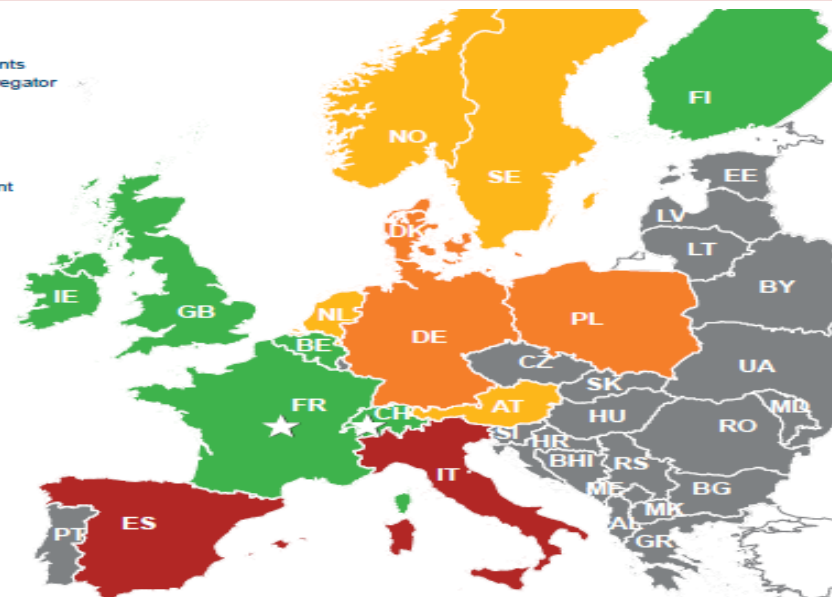 nts
egator
nt
FI
NO
SE
EE
LV
LT
DK
BY
IE
GB
NL
BE
DE
PL
CZ
UA
SK
FR
CH
AT
HU
MD
RO
SI
HR
BHI
RS
IT
ME
BG
MK
AL
GR
ES
PT